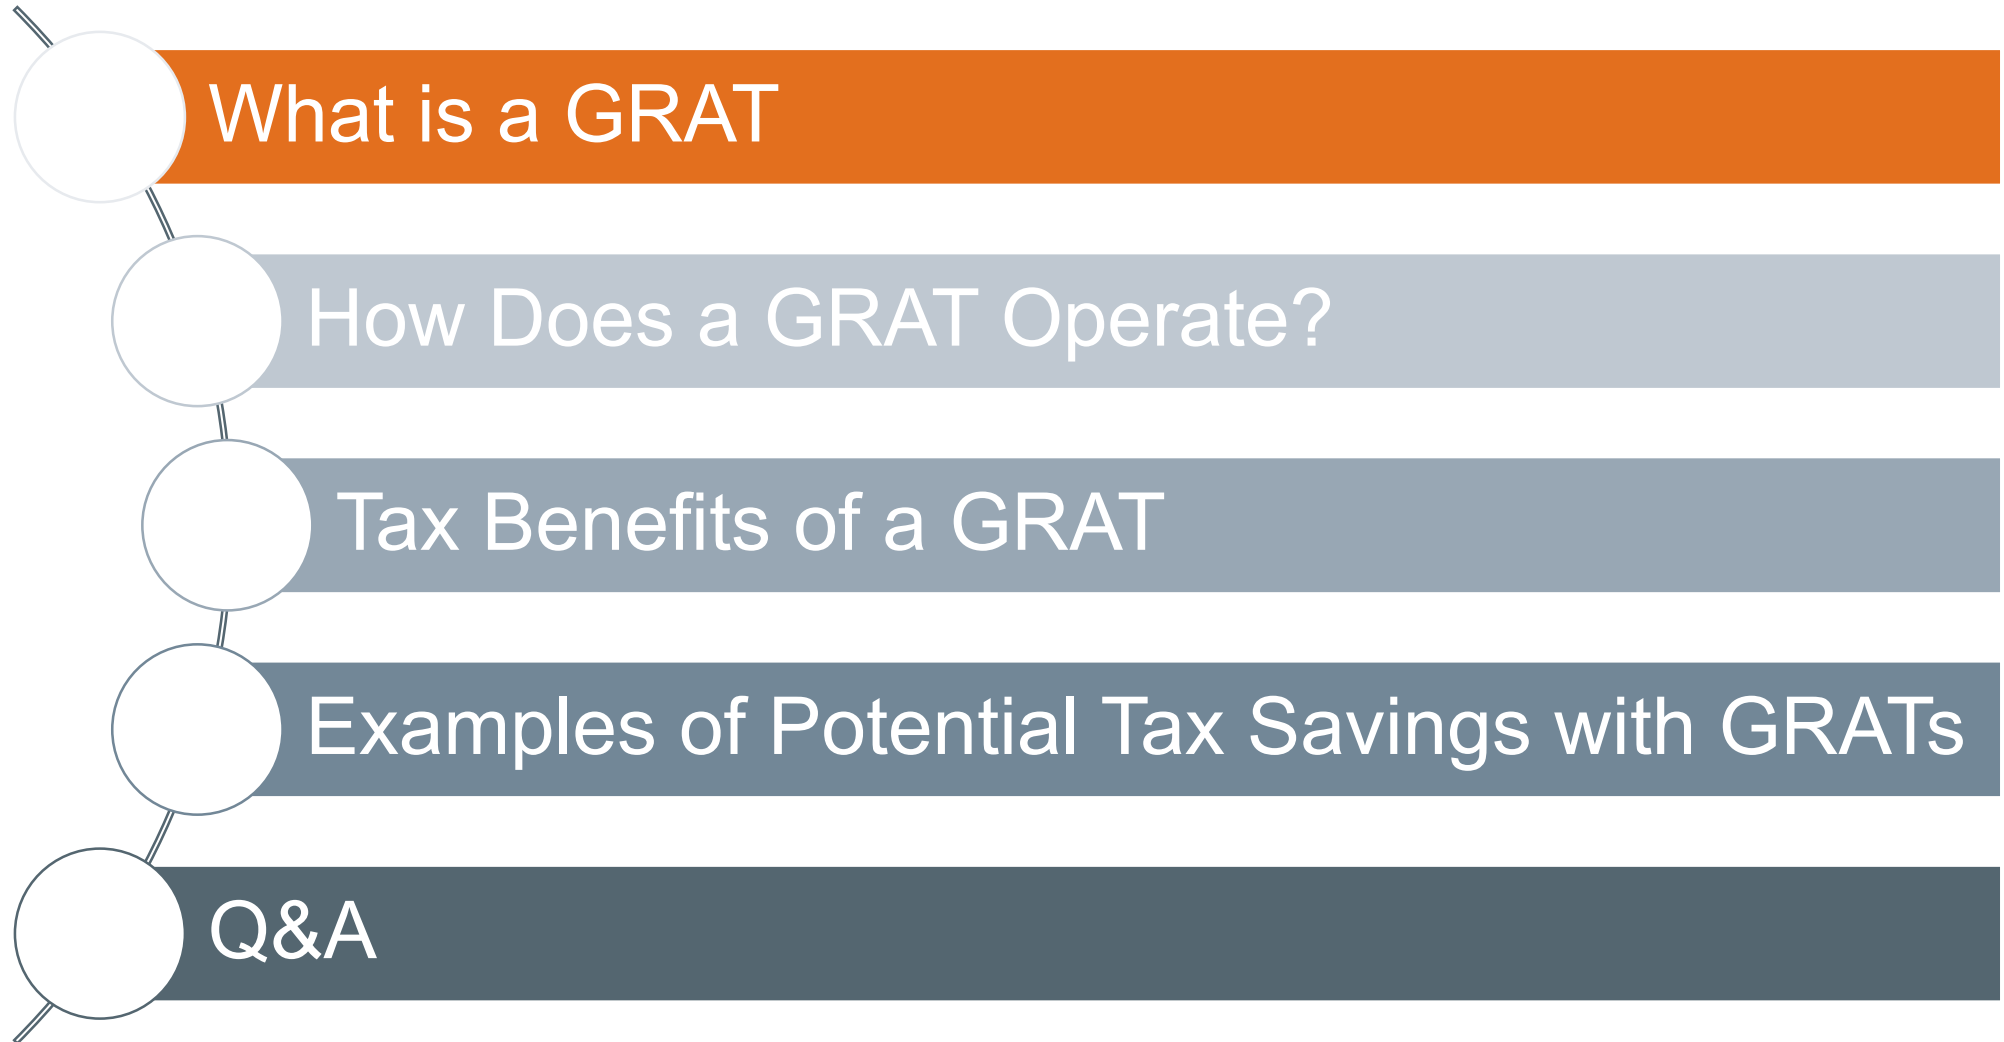 What is a GRAT
How Does a GRAT Operate?
Tax Benefits of a GRAT
Examples of Potential Tax Savings with GRATs
Q&A